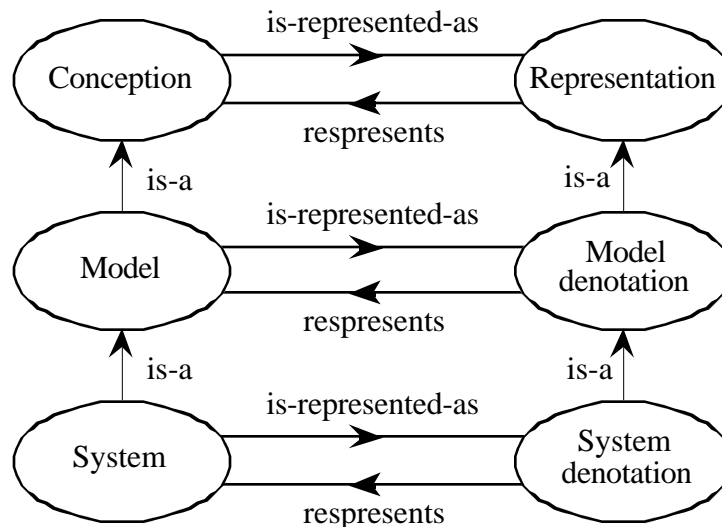 is-represented-as
Conception
Representation
respresents
is-a
is-a
is-represented-as
Model
Model
denotation
respresents
is-a
is-a
is-represented-as
System
System
denotation
respresents